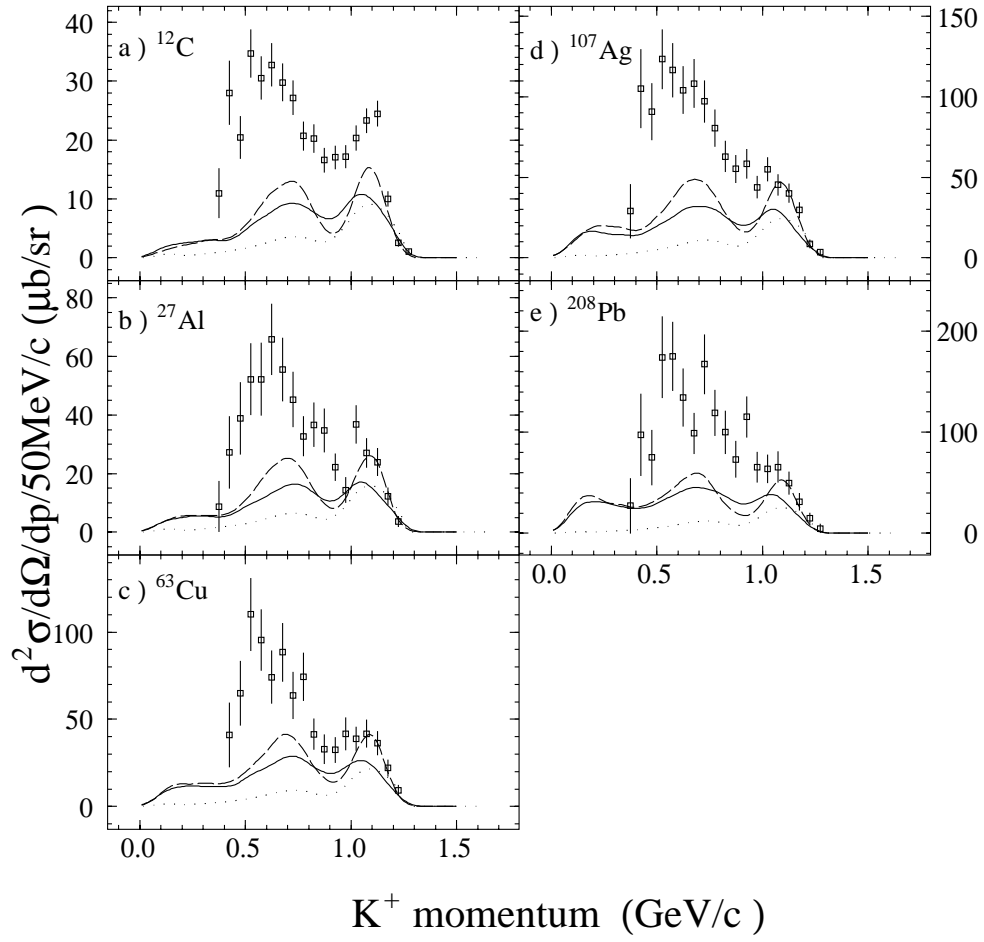 d²σ/dΩ/dp/50MeV/c (μb/sr )
a ) ¹²C
40
30
20
10
0
b ) ²⁷Al
80
60
40
20
0
c ) ⁶³Cu
100
50
0
0.0 0.5 1.0 1.5
d ) ¹⁰⁷Ag
150
100
50
0
e ) ²⁰⁸Pb
200
100
0
0.0 0.5 1.0 1.5
K⁺ momentum (GeV/c )